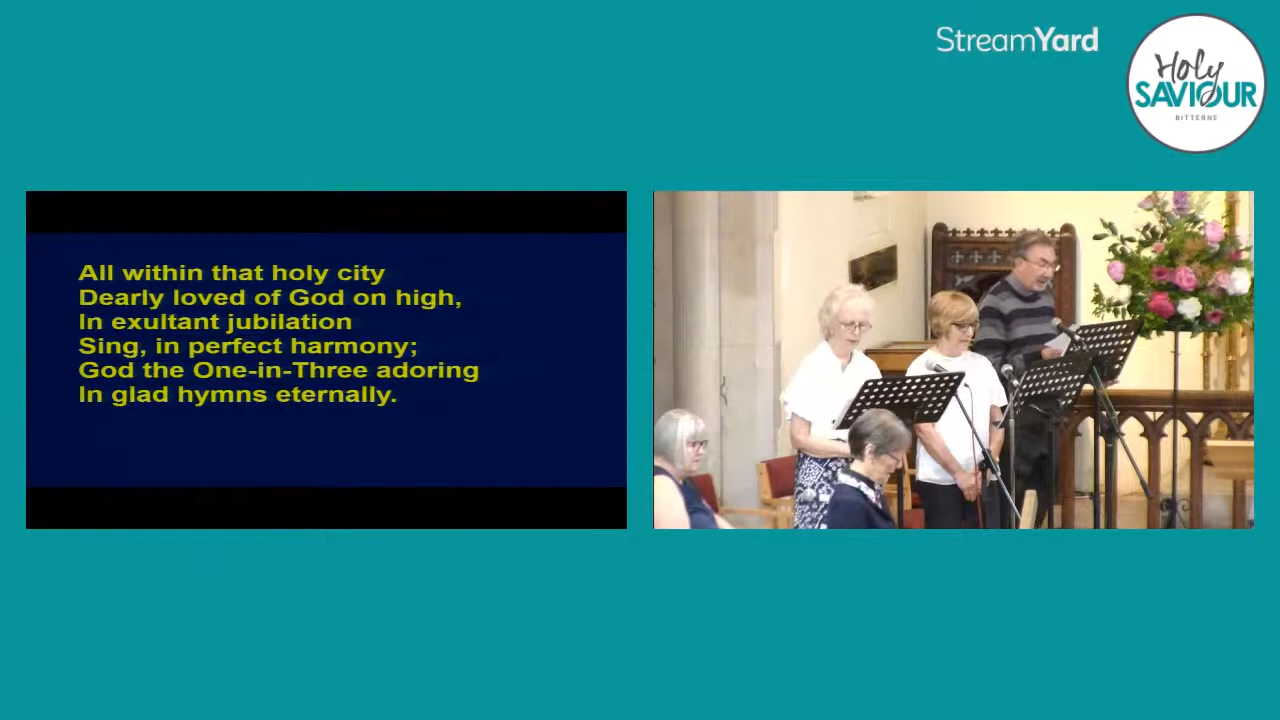 StreamYard
Holy
SAVIOUR
BITTERNE
All within that holy city
Dearly loved of God on high,
In exultant jubilation
Sing, in perfect harmony;
God the One-in-Three adoring
In glad hymns eternally.